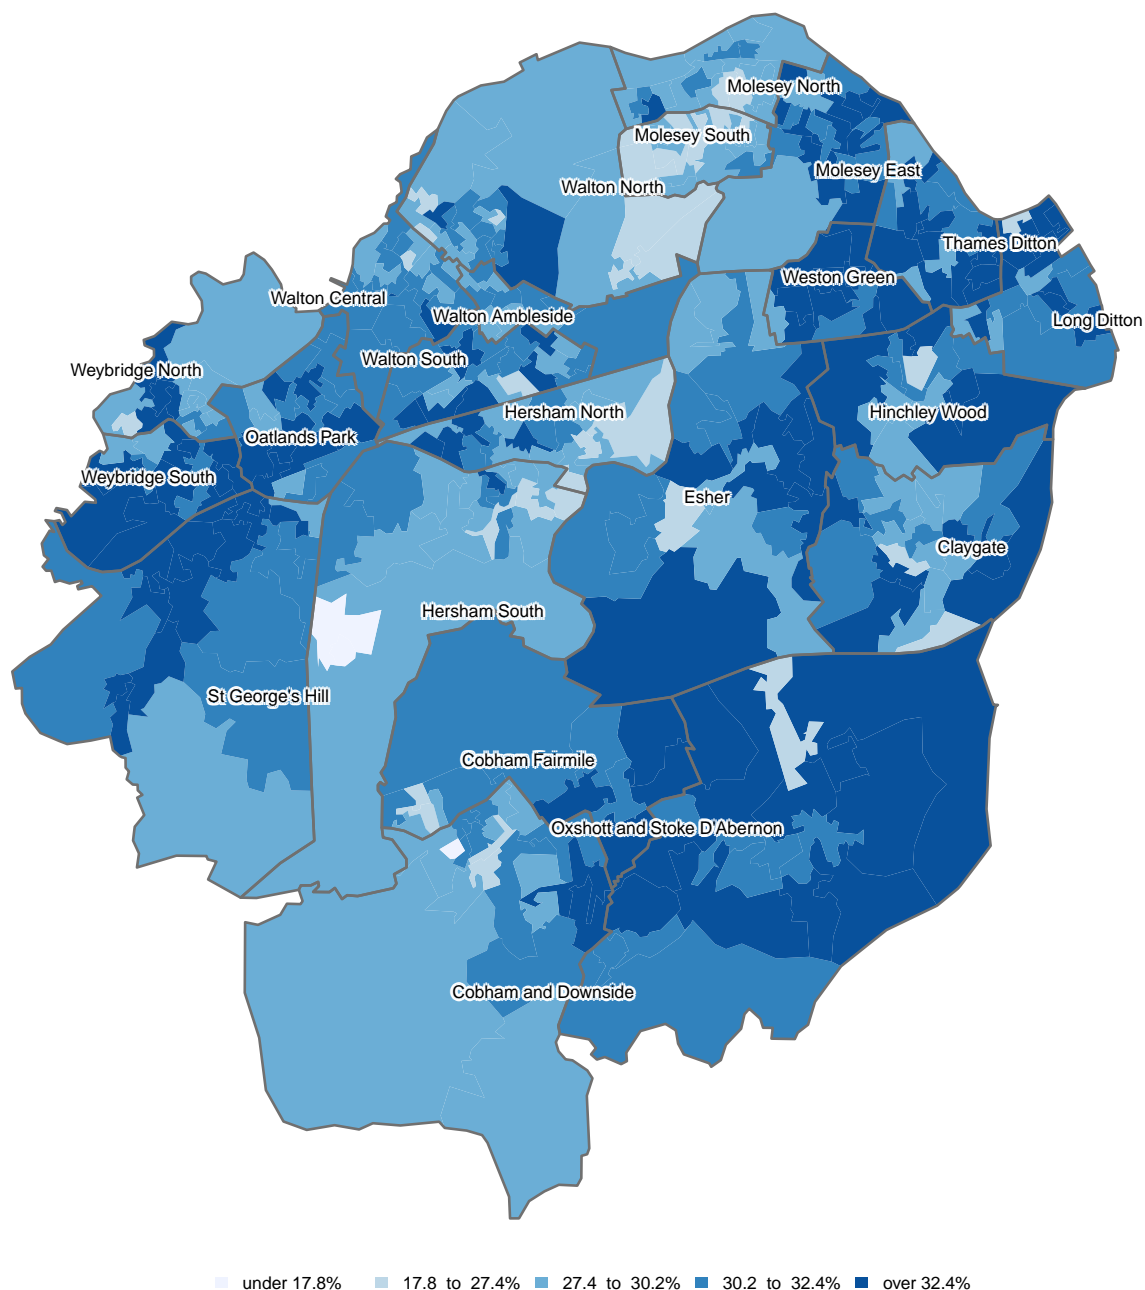 Molesey North
Molesey South
Molesey East
Walton North
Thames Ditton
Weston Green
Walton Central
Walton Ambleside
Long Ditton
Walton South
Weybridge North
Hersham North
Hinchley Wood
Oatlands Park
Weybridge South
Esher
Claygate
Hersham South
St George's Hill
Cobham Fairmile
Oxshott and Stoke D'Abernon
Cobham and Downside
under 17.8% 17.8 to 27.4% 27.4 to 30.2% 30.2 to 32.4% over 32.4%